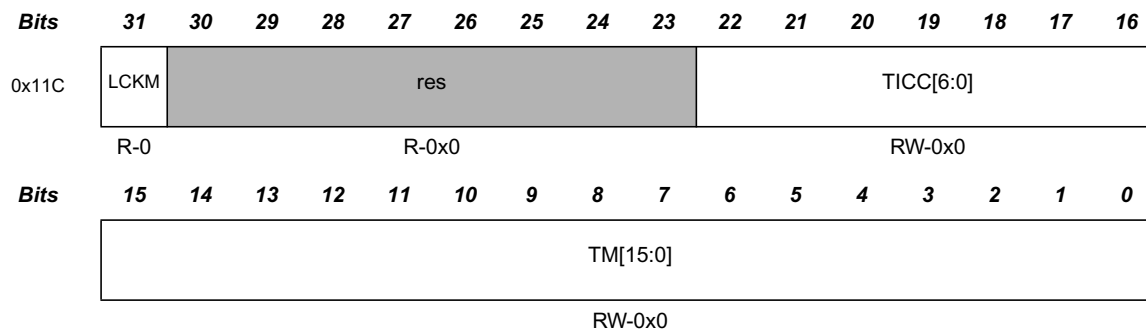 Bits 31 30 29 28 27 26 25 24 23 22 21 20 19 18 17 16
0x11C LCKM res TICC[6:0]
R-0 R-0x0 RW-0x0
Bits 15 14 13 12 11 10 9 8 7 6 5 4 3 2 1 0
TM[15:0]
RW-0x0